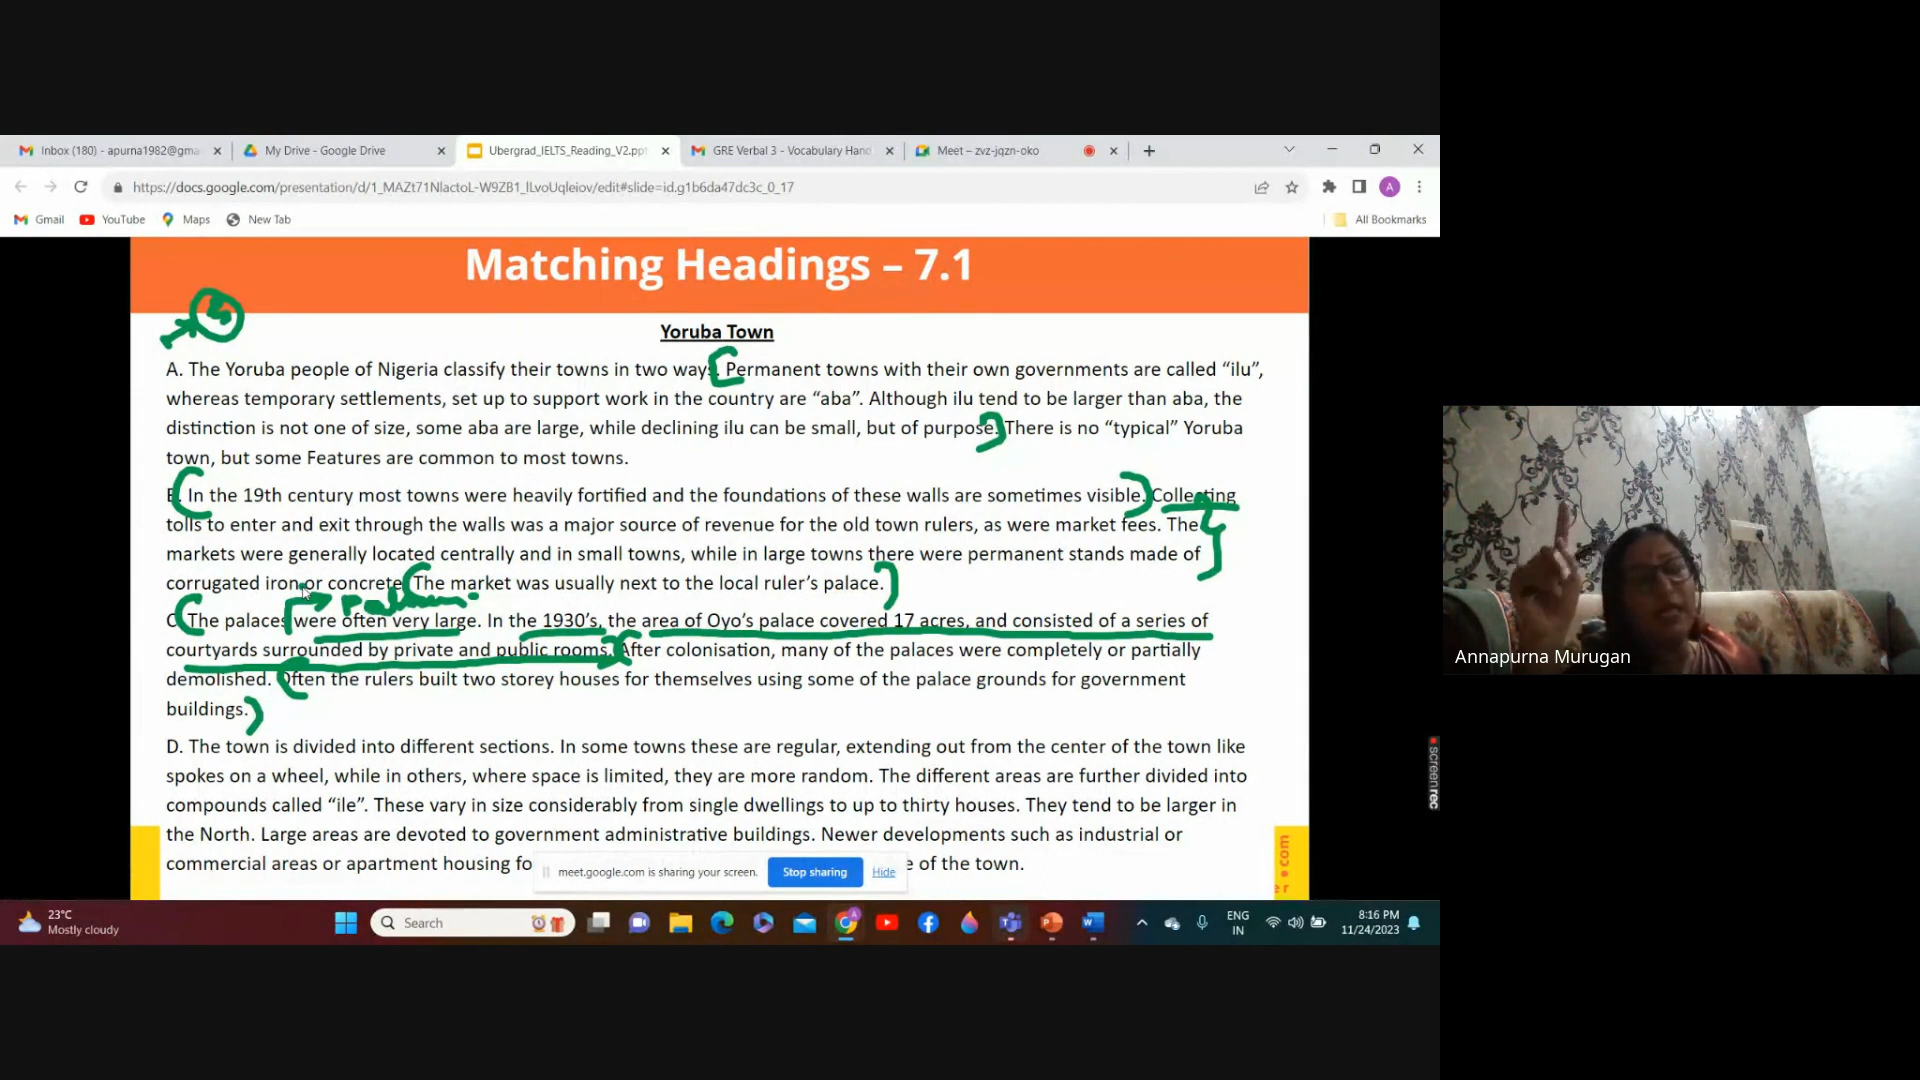 Inbox (180) - apurna1982@gma
My Drive - Google Drive
Ubergrad_IELTS_Reading_V2.ppt
GRE Verbal 3 - Vocabulary Hand
Meet – zvz-jqzn-oko
https://docs.google.com/presentation/d/1_MAZt71NlactoL-W9ZB1_lLvoUqleiov/edit#slide=id.g1b6da47dc3c_0_17
A
Gmail
YouTube
Maps
New Tab
All Bookmarks
Matching Headings – 7.1
Yoruba Town
A. The Yoruba people of Nigeria classify their towns in two ways. Permanent towns with their own governments are called “ilu”,
whereas temporary settlements, set up to support work in the country are “aba”. Although ilu tend to be larger than aba, the
distinction is not one of size, some aba are large, while declining ilu can be small, but of purpose. There is no “typical” Yoruba
town, but some Features are common to most towns.
B. In the 19th century most towns were heavily fortified and the foundations of these walls are sometimes visible. Collecting
tolls to enter and exit through the walls was a major source of revenue for the old town rulers, as were market fees. The
markets were generally located centrally and in small towns, while in large towns there were permanent stands made of
corrugated iron or concrete. The market was usually next to the local ruler’s palace.
C. The palaces were often very large. In the 1930’s, the area of Oyo’s palace covered 17 acres, and consisted of a series of
courtyards surrounded by private and public rooms. After colonisation, many of the palaces were completely or partially
demolished. Often the rulers built two storey houses for themselves using some of the palace grounds for government
buildings.
D. The town is divided into different sections. In some towns these are regular, extending out from the center of the town like
spokes on a wheel, while in others, where space is limited, they are more random. The different areas are further divided into
compounds called “ile”. These vary in size considerably from single dwellings to up to thirty houses. They tend to be larger in
the North. Large areas are devoted to government administrative buildings. Newer developments such as industrial or
commercial areas or apartment housing fo
e of the town.
meet.google.com is sharing your screen.
Stop sharing
Hide
com
screenrec
Annapurna Murugan
23°C
Mostly cloudy
Search
ENG
IN
8:16 PM
11/24/2023